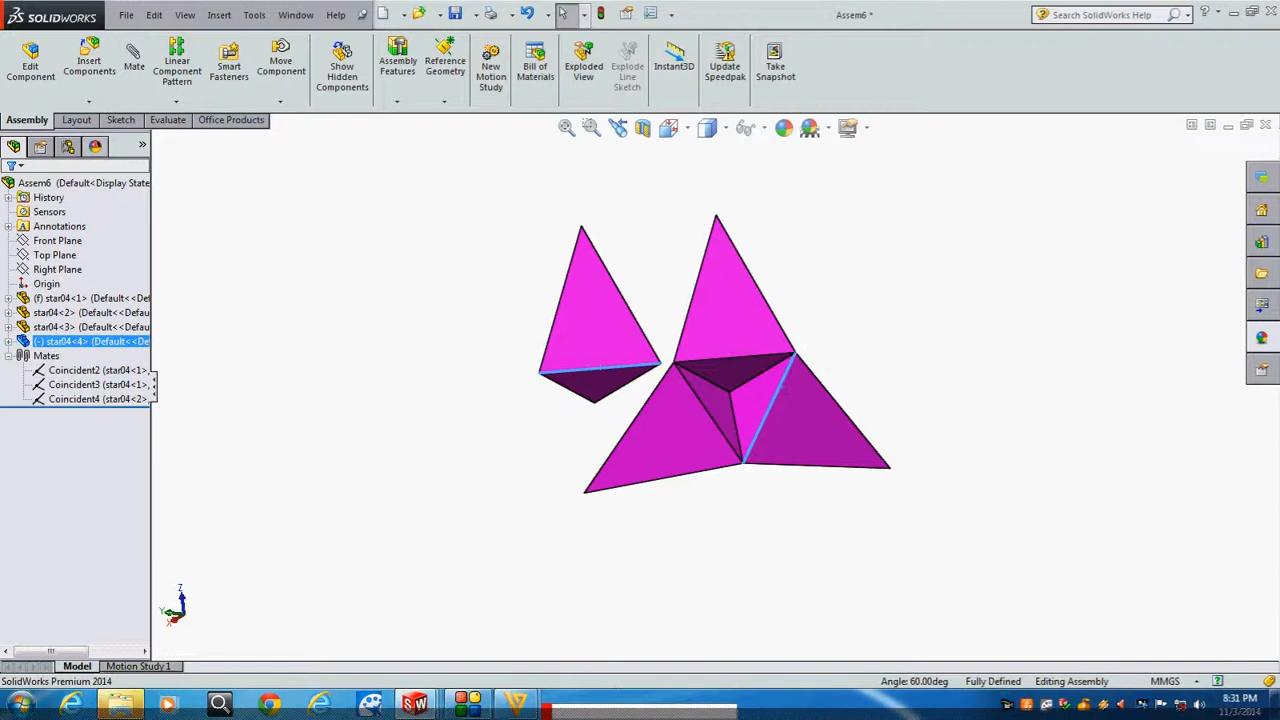 SOLIDWORKS File Edit View Insert Tools Window Help Assem6 * Search SolidWorks Help
Edit Component
Insert Components
Mate
Linear Component Pattern
Smart Fasteners
Move Component
Show Hidden Components
Assembly Features
Reference Geometry
New Motion Study
Bill of Materials
Exploded View
Explode Line Sketch
Instant3D
Update Speedpak
Take Snapshot
Assembly Layout Sketch Evaluate Office Products
Assem6 (Default<Display State
History
Sensors
Annotations
Front Plane
Top Plane
Right Plane
Origin
(f) star04<1> (Default<<Defau
star04<2> (Default<<Defau
star04<3> (Default<<Defau
(-) star04<4> (Default<<De
Mates
Coincident2 (star04<1>,
Coincident3 (star04<1>,
Coincident4 (star04<2>,
Z
Y
X
Model Motion Study 1
SolidWorks Premium 2014 Angle: 60.00deg Fully Defined Editing Assembly MMGS
8:31 PM
11/3/2014